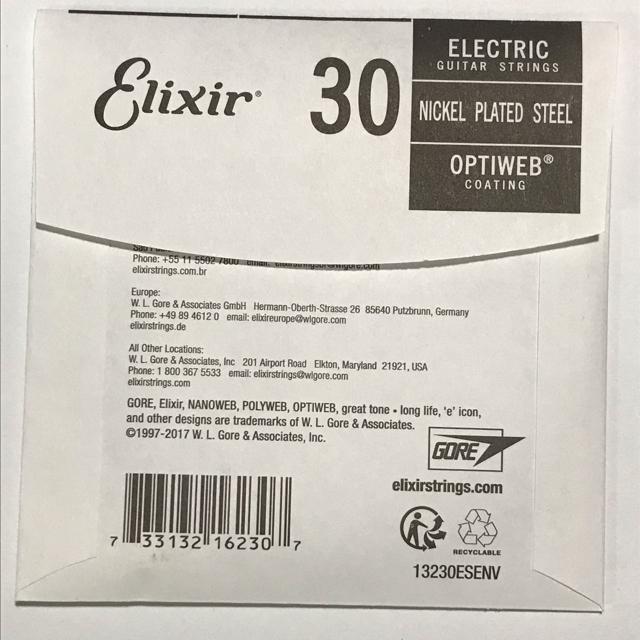 Elixir®
30
ELECTRIC
GUITAR STRINGS
NICKEL PLATED STEEL
OPTIWEB®
COATING
Phone: +55 11 5502 7800 email:
elixirstrings.com.br
Europe:
W. L. Gore & Associates GmbH Hermann-Oberth-Strasse 26 85640 Putzbrunn, Germany
Phone: +49 89 4612 0 email: elixireurope@wlgore.com
elixirstrings.de
All Other Locations:
W. L. Gore & Associates, Inc 201 Airport Road Elkton, Maryland 21921, USA
Phone: 1 800 367 5533 email: elixirstrings@wlgore.com
elixirstrings.com
GORE, Elixir, NANOWEB, POLYWEB, OPTIWEB, great tone • long life, 'e' icon,
and other designs are trademarks of W. L. Gore & Associates.
©1997-2017 W. L. Gore & Associates, Inc.
GORE
elixirstrings.com
7 33132 16230 7
RECYCLABLE
13230ESENV